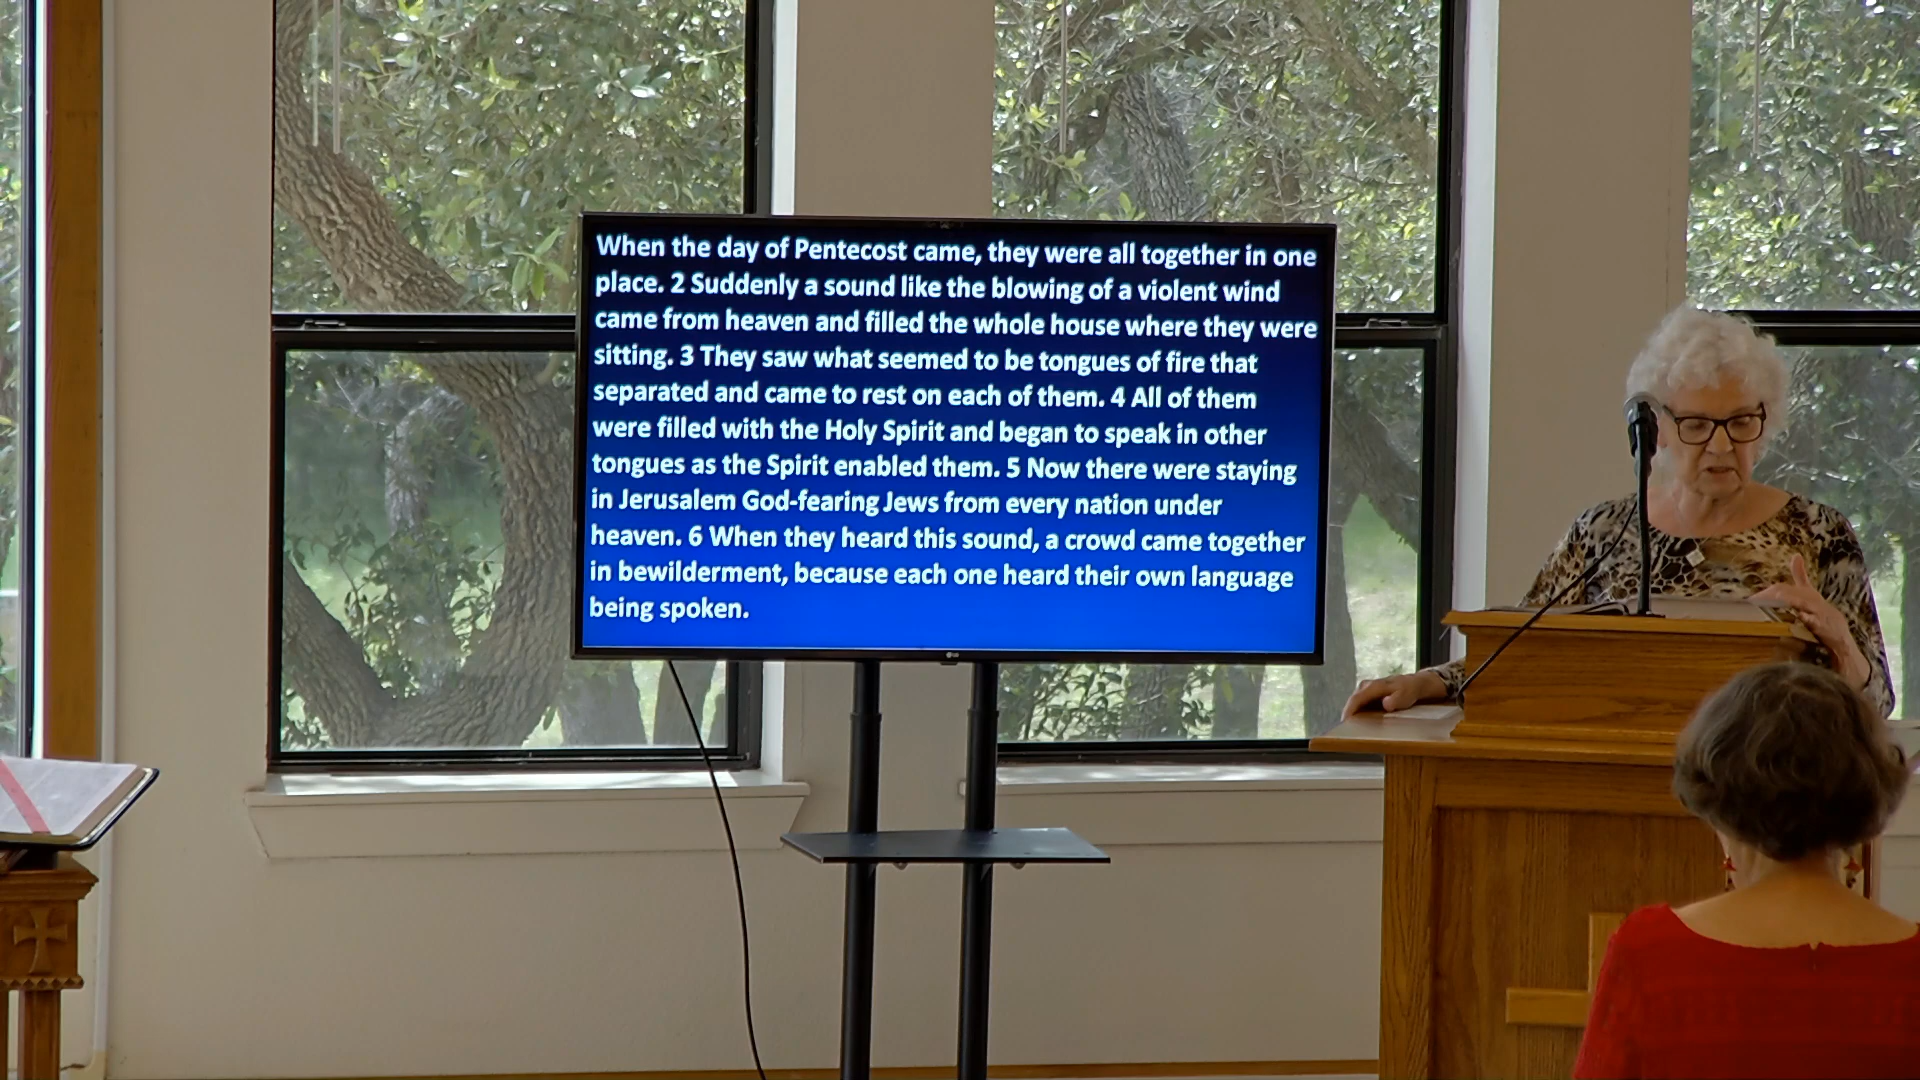 When the day of Pentecost came, they were all together in one
place. 2 Suddenly a sound like the blowing of a violent wind
came from heaven and filled the whole house where they were
sitting. 3 They saw what seemed to be tongues of fire that
separated and came to rest on each of them. 4 All of them
were filled with the Holy Spirit and began to speak in other
tongues as the Spirit enabled them. 5 Now there were staying
in Jerusalem God-fearing Jews from every nation under
heaven. 6 When they heard this sound, a crowd came together
in bewilderment, because each one heard their own language
being spoken.
LG